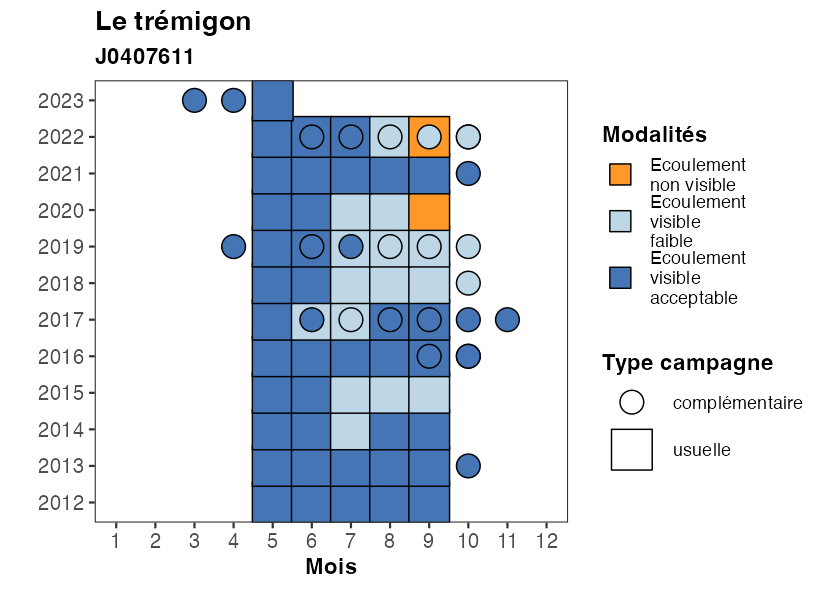 Le trémigon
J0407611
2023
2022
2021
2020
2019
2018
2017
2016
2015
2014
2013
2012
1 2 3 4 5 6 7 8 9 10 11 12
Mois
Modalités
Ecoulement
non visible
Ecoulement
visible
faible
Ecoulement
visible
acceptable
Type campagne
complémentaire
usuelle